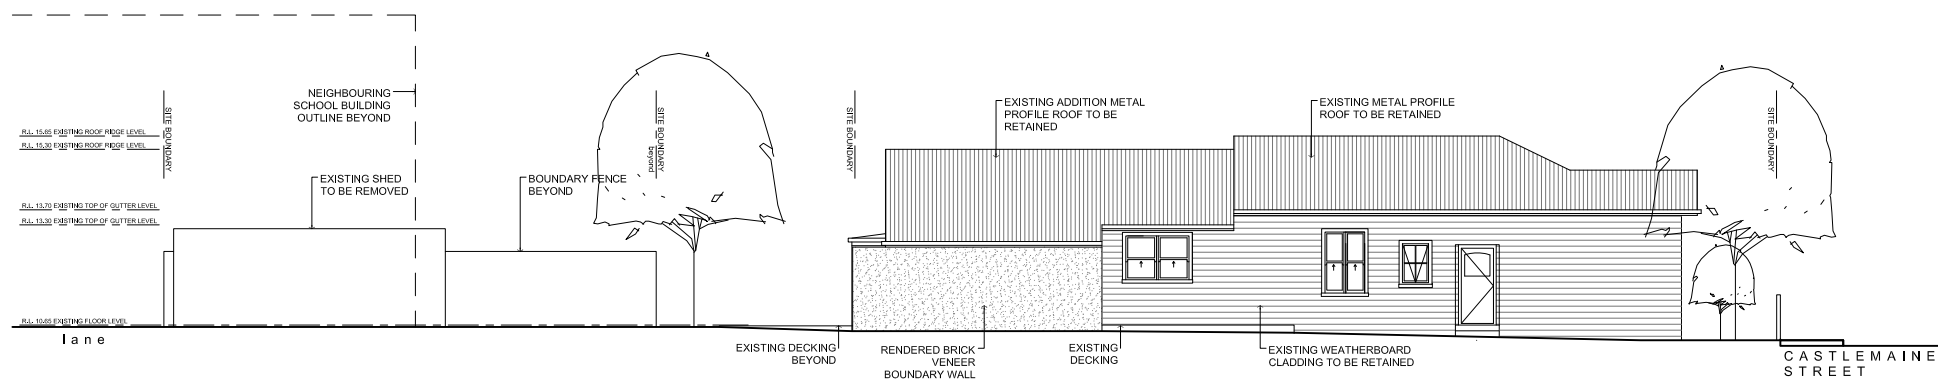 NEIGHBOURING
SCHOOL BUILDING
OUTLINE BEYOND
SITE BOUNDARY
SITE BOUNDARY
beyond
SITE BOUNDARY
EXISTING ADDITION METAL
PROFILE ROOF TO BE
RETAINED
EXISTING METAL PROFILE
ROOF TO BE RETAINED
SITE BOUNDARY
R.L. 15.65 EXISTING ROOF RIDGE LEVEL
R.L. 15.30 EXISTING ROOF RIDGE LEVEL
EXISTING SHED
TO BE REMOVED
BOUNDARY FENCE
BEYOND
R.L. 13.70 EXISTING TOP OF GUTTER LEVEL
R.L. 13.30 EXISTING TOP OF GUTTER LEVEL
R.L. 10.65 EXISTING FLOOR LEVEL
lane
EXISTING DECKING
BEYOND
RENDERED BRICK
VENEER
BOUNDARY WALL
EXISTING
DECKING
EXISTING WEATHERBOARD
CLADDING TO BE RETAINED
CASTLEMAINE
STREET